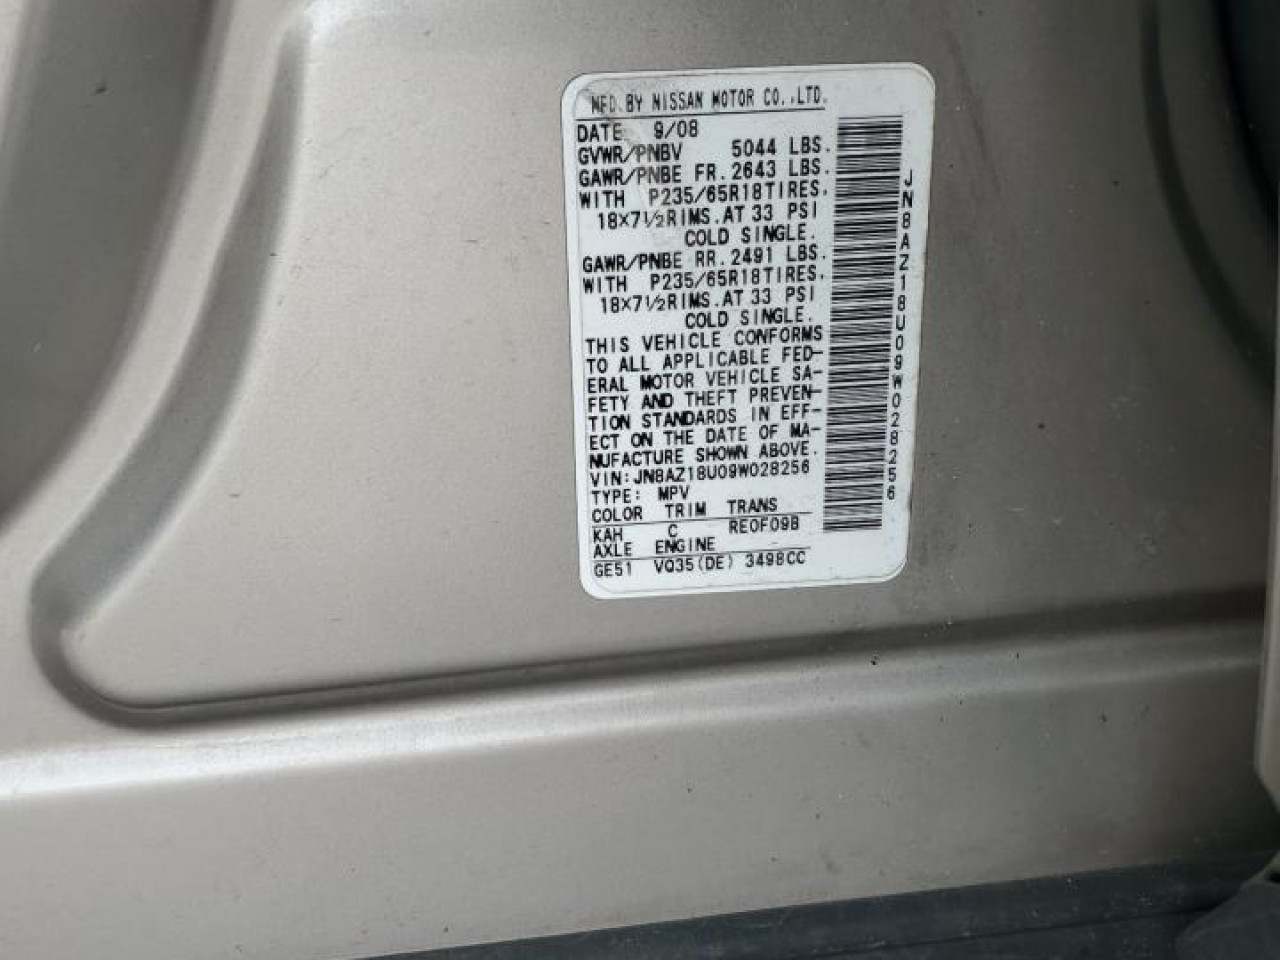 MFD.BY NISSAN MOTOR CO.,LTD.
DATE 9/08
GVWR/PNBV 5044 LBS.
GAWR/PNBE FR. 2643 LBS.
WITH P235/65R18TIRES.
18×7½RIMS.AT 33 PSI
COLD SINGLE.
GAWR/PNBE RR. 2491 LBS.
WITH P235/65R18TIRES.
18×7½RIMS.AT 33 PSI
COLD SINGLE.
THIS VEHICLE CONFORMS
TO ALL APPLICABLE FED-
ERAL MOTOR VEHICLE SA-
FETY AND THEFT PREVEN-
TION STANDARDS IN EFF-
ECT ON THE DATE OF MA-
NUFACTURE SHOWN ABOVE.
VIN:JN8AZ18U09W028256
TYPE: MPV
COLOR TRIM TRANS
KAH C RE0F09B
AXLE ENGINE
GE51 VQ35(DE) 3498CC
JN8AZ18U09W028256